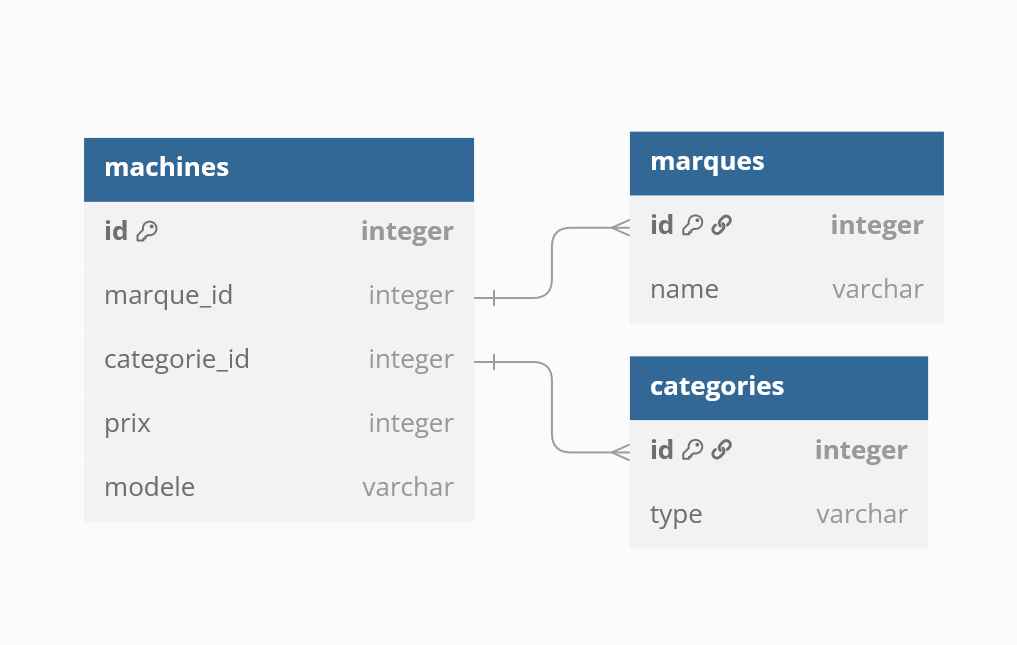 machines
id integer
marque_id integer
categorie_id integer
prix integer
modele varchar
marques
id integer
name varchar
categories
id integer
type varchar